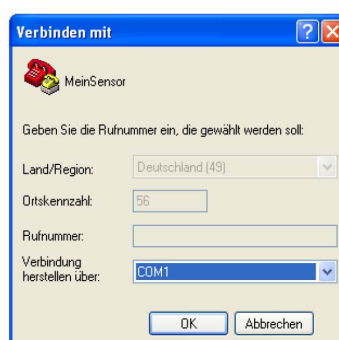 Verbinden mit
MeinSensor
Geben Sie die Rufnummer ein, die gewählt werden soll:
Land/Region: Deutschland (49)
Ortskennzahl: 56
Rufnummer:
Verbindung
herstellen über: COM1
OK Abbrechen